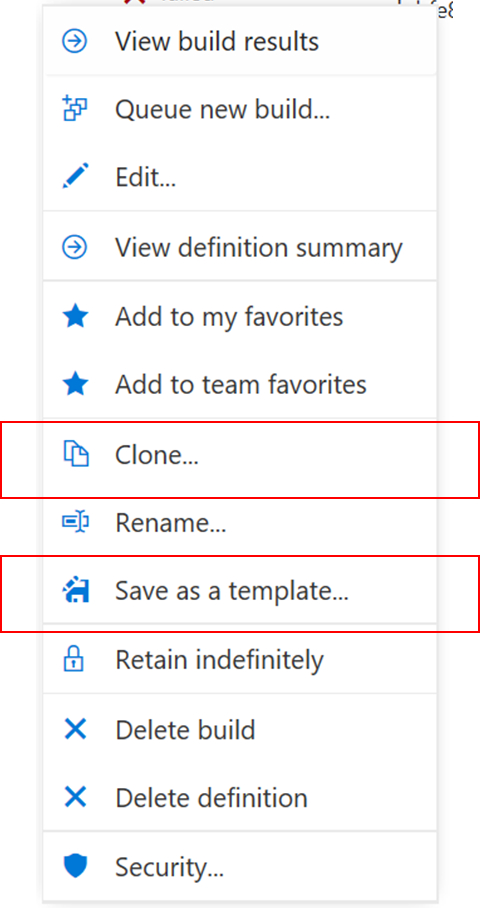 View build results
Queue new build...
Edit...
View definition summary
Add to my favorites
Add to team favorites
Clone...
Rename...
Save as a template...
Retain indefinitely
Delete build
Delete definition
Security...